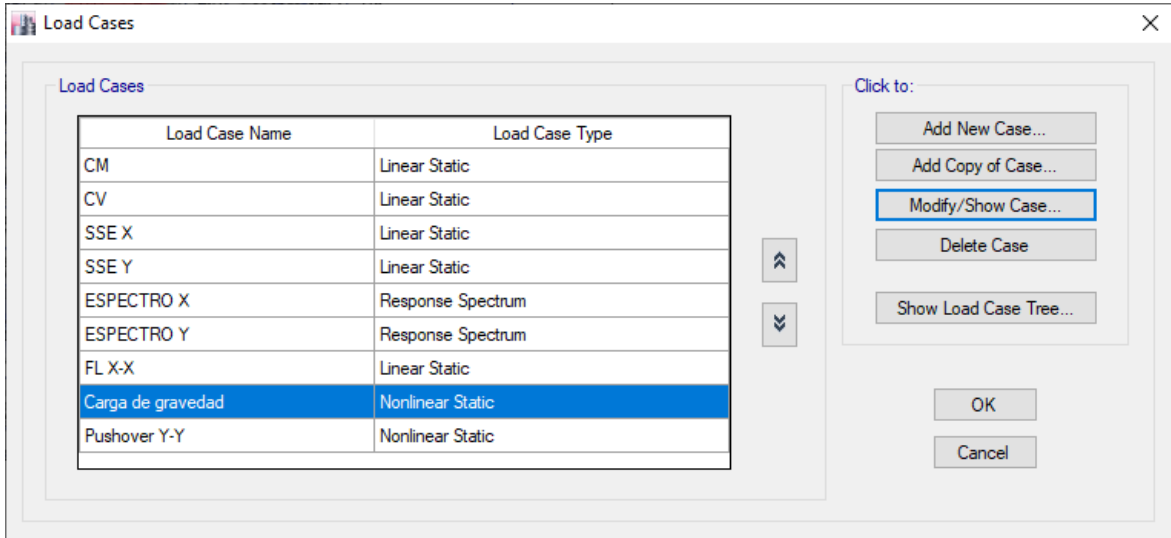 Load Cases
Load Cases
Click to:
Load Case Name Load Case Type
CM Linear Static
CV Linear Static
SSE X Linear Static
SSE Y Linear Static
ESPECTRO X Response Spectrum
ESPECTRO Y Response Spectrum
FL X-X Linear Static
Carga de gravedad Nonlinear Static
Pushover Y-Y Nonlinear Static
Add New Case...
Add Copy of Case...
Modify/Show Case...
Delete Case
Show Load Case Tree...
OK
Cancel